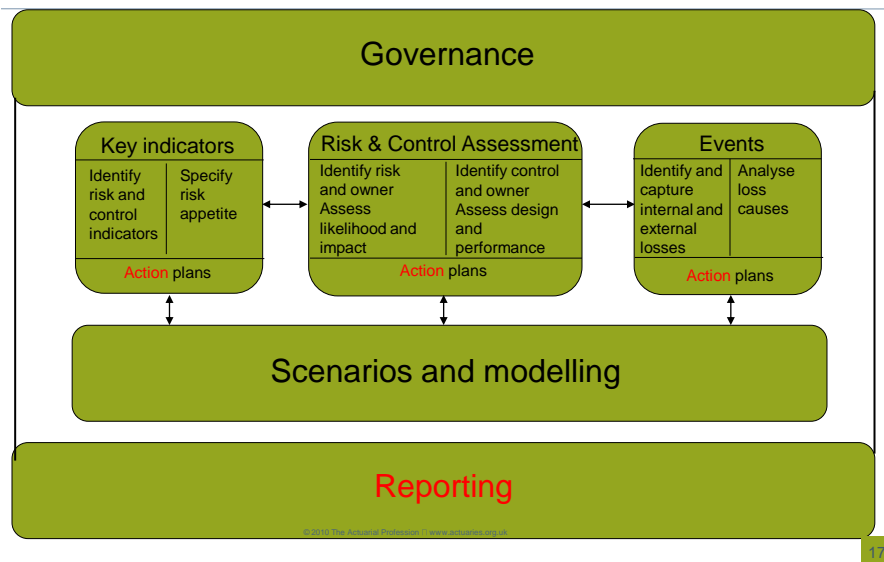 Governance
Key indicators
Identify
risk and
control
indicators
Specify
risk
appetite
Action plans
Risk & Control Assessment
Identify risk
and owner
Assess
likelihood and
impact
Identify control
and owner
Assess design
and
performance
Action plans
Events
Identify and
capture
internal and
external
losses
Analyse
loss
causes
Action plans
Scenarios and modelling
Reporting
© 2010 The Actuarial Profession □ www.actuaries.org.uk
17